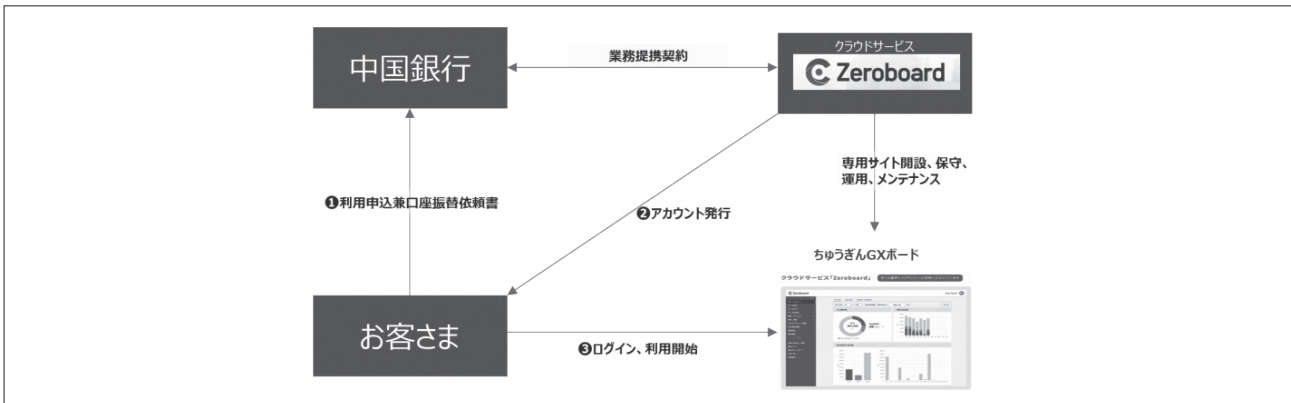 中国銀行
業務提携契約
クラウドサービス
Zeroboard
専用サイト開設、保守、
運用、メンテナンス
❶利用申込兼口座振替依頼書
❷アカウント発行
ちゅうぎんGXボード
クラウドサービス「Zeroboard」
Zeroboard
お客さま
❸ログイン、利用開始